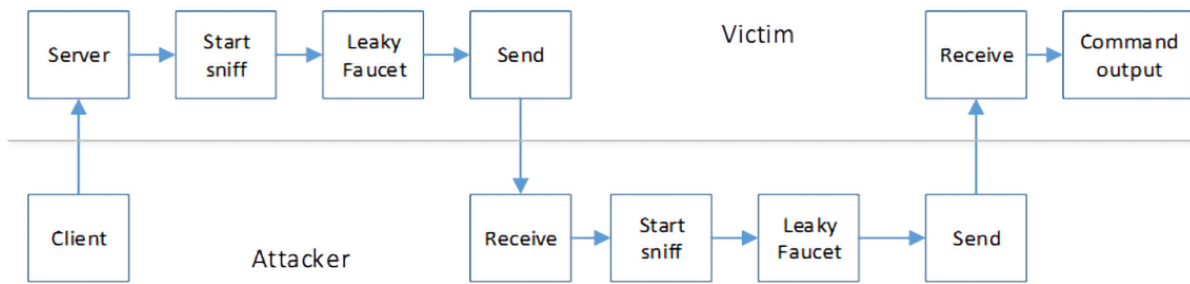 Server
Start
sniff
Leaky
Faucet
Send
Victim
Receive
Command
output
Client
Attacker
Receive
Start
sniff
Leaky
Faucet
Send